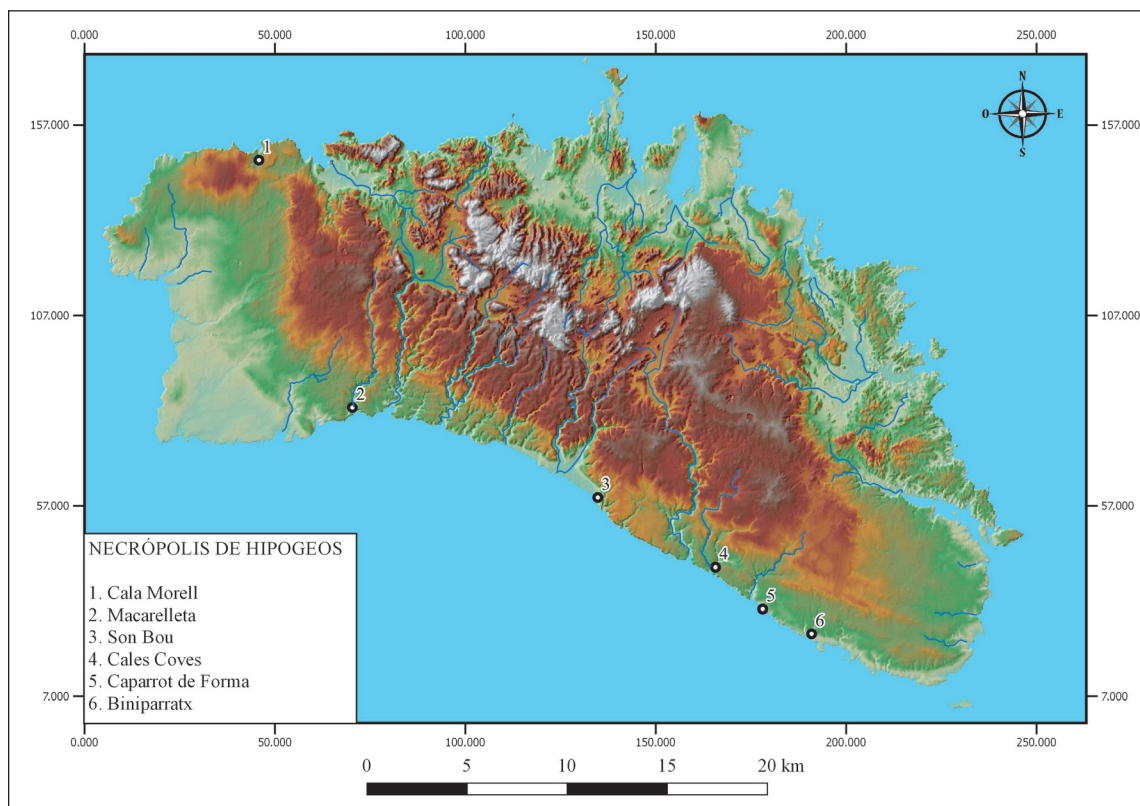 0.000 50.000 100.000 150.000 200.000 250.000
N
O E
S
157.000 157.000
1
107.000 107.000
2
3
57.000 57.000
4
5
6
NECRÓPOLIS DE HIPOGEOS
1. Cala Morell
2. Macarelleta
3. Son Bou
4. Cales Coves
5. Caparrot de Forma
6. Biniparratx
7.000 7.000
0.000 50.000 100.000 150.000 200.000 250.000
0 5 10 15 20 km